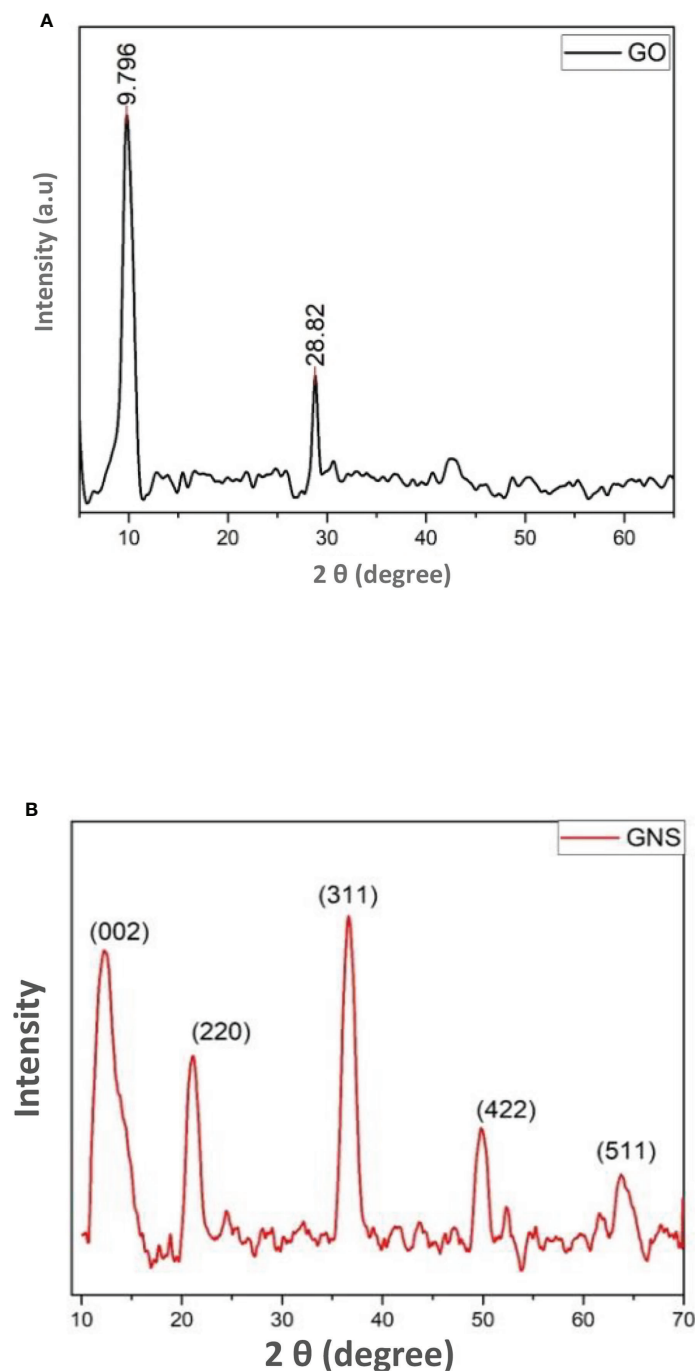 A
GO
9.796
28.82
Intensity (a.u)
10 20 30 40 50 60
2 θ (degree)
B
GNS
(311)
(002)
(220)
(422)
(511)
Intensity
10 20 30 40 50 60 70
2 θ (degree)